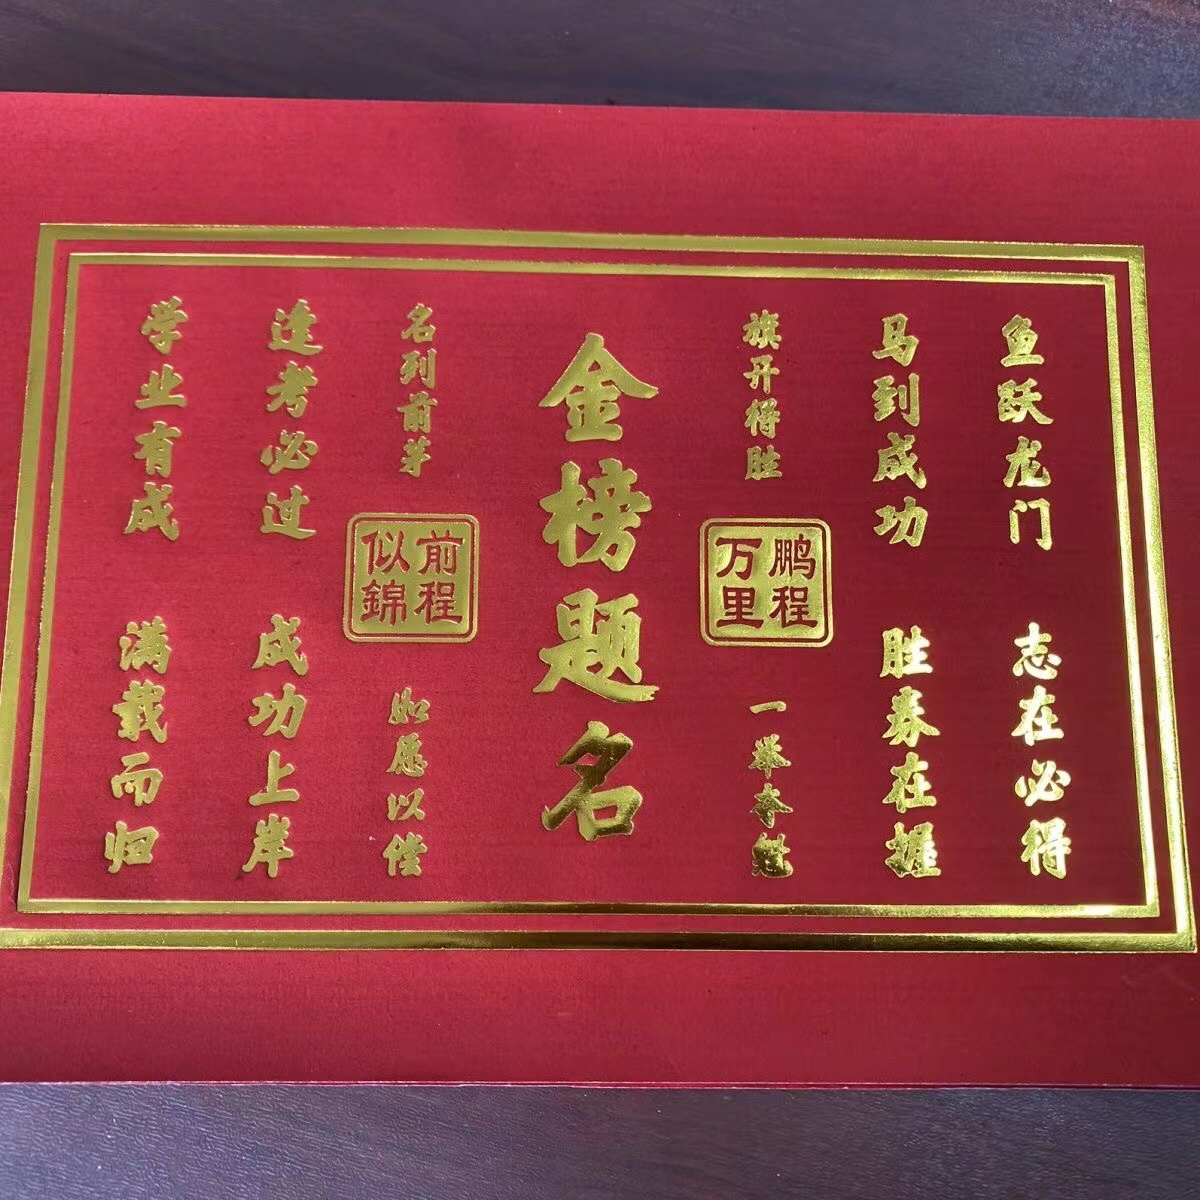 鱼跃龙门 志在必得
马到成功 胜券在握
旗开得胜
鹏程万里
一举夺魁
金榜题名
名列前茅
前程似錦
如愿以偿
逢考必过 成功上岸
学业有成 满载而归